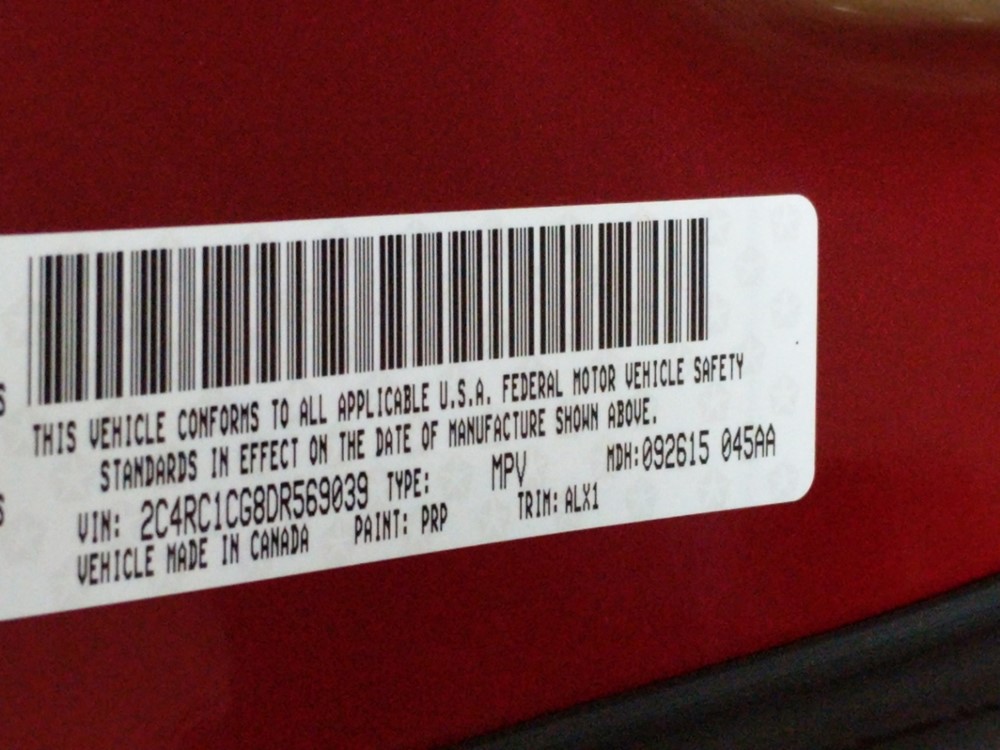 S
THIS VEHICLE CONFORMS TO ALL APPLICABLE U.S.A. FEDERAL MOTOR VEHICLE SAFETY
STANDARDS IN EFFECT ON THE DATE OF MANUFACTURE SHOWN ABOVE.
S VIN: 2C4RC1CG8DR569039 TYPE: MPV MDH:092615 045AA
VEHICLE MADE IN CANADA PAINT: PRP TRIM: ALX1